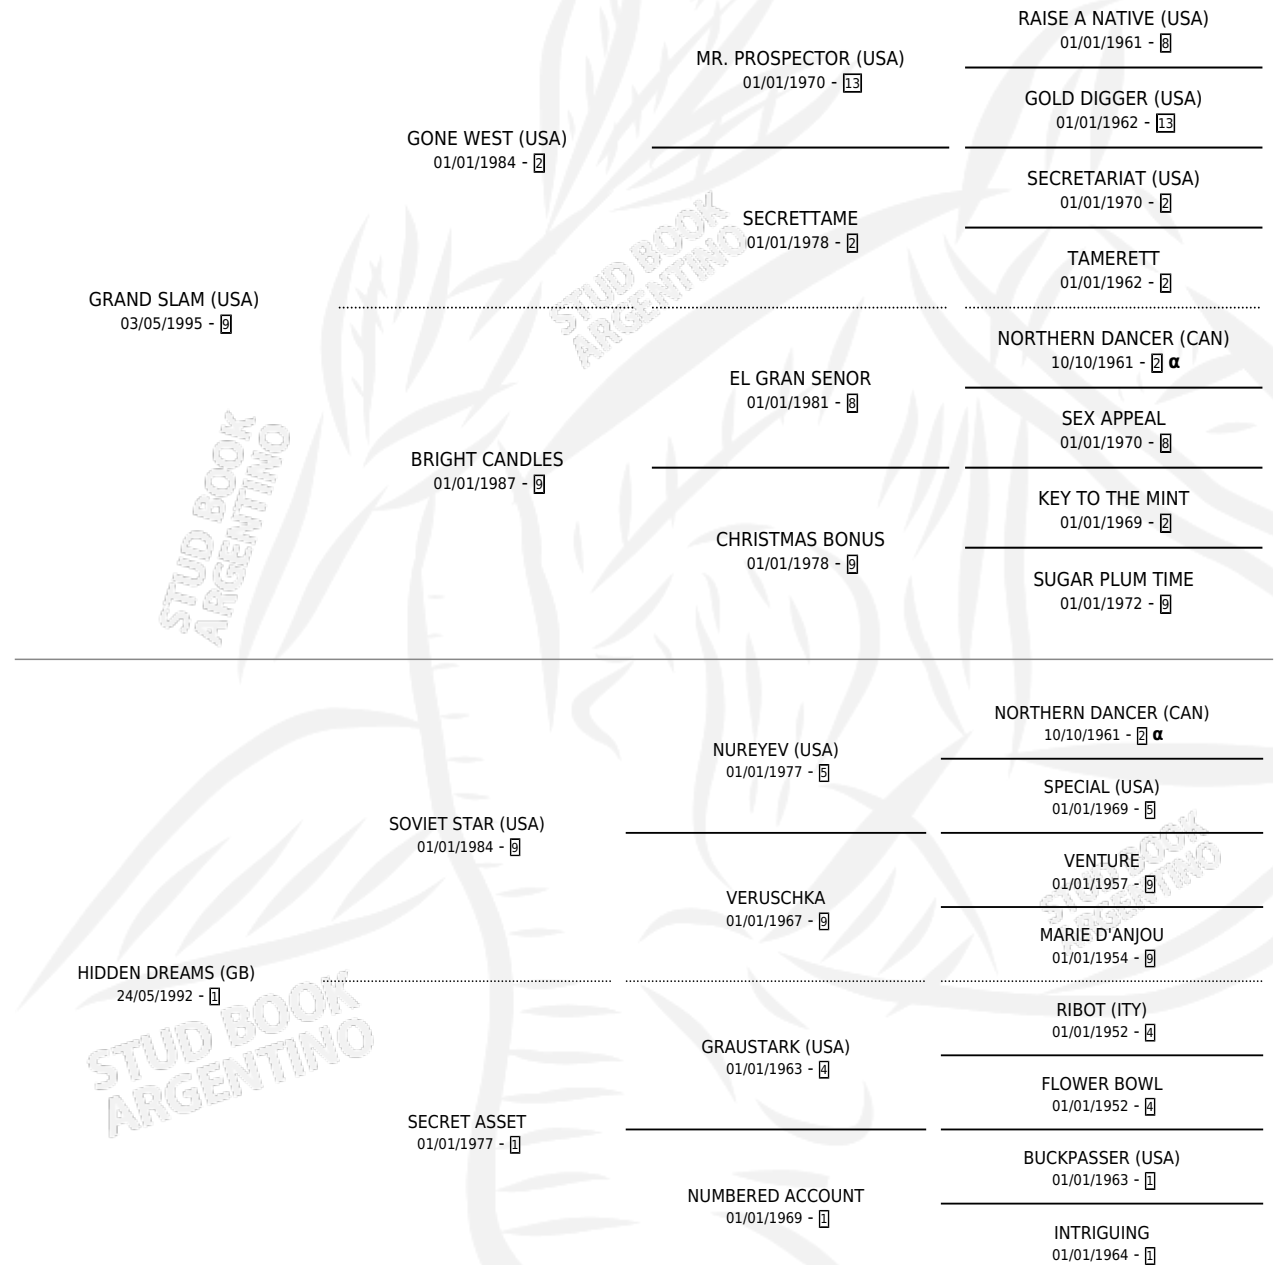 RAISE A NATIVE (USA)
01/01/1961 - 8
MR. PROSPECTOR (USA)
01/01/1970 - 13
GOLD DIGGER (USA)
01/01/1962 - 13
GONE WEST (USA)
01/01/1984 - 2
SECRETARIAT (USA)
01/01/1970 - 2
SECRETTAME
01/01/1978 - 2
TAMERETT
01/01/1962 - 2
GRAND SLAM (USA)
03/05/1995 - 9
NORTHERN DANCER (CAN)
10/10/1961 - 2 α
EL GRAN SENOR
01/01/1981 - 8
SEX APPEAL
01/01/1970 - 8
BRIGHT CANDLES
01/01/1987 - 9
KEY TO THE MINT
01/01/1969 - 2
CHRISTMAS BONUS
01/01/1978 - 9
SUGAR PLUM TIME
01/01/1972 - 9
NORTHERN DANCER (CAN)
10/10/1961 - 2 α
NUREYEV (USA)
01/01/1977 - 5
SPECIAL (USA)
01/01/1969 - 5
SOVIET STAR (USA)
01/01/1984 - 9
VENTURE
01/01/1957 - 9
VERUSCHKA
01/01/1967 - 9
MARIE D'ANJOU
01/01/1954 - 9
HIDDEN DREAMS (GB)
24/05/1992 - 1
RIBOT (ITY)
01/01/1952 - 4
GRAUSTARK (USA)
01/01/1963 - 4
FLOWER BOWL
01/01/1952 - 4
SECRET ASSET
01/01/1977 - 1
BUCKPASSER (USA)
01/01/1963 - 1
NUMBERED ACCOUNT
01/01/1969 - 1
INTRIGUING
01/01/1964 - 1
STUD BOOK
ARGENTINO
STUD BOOK
ARGENTINO
STUD BOOK
ARGENTINO
STUD BOOK
ARGENTINO